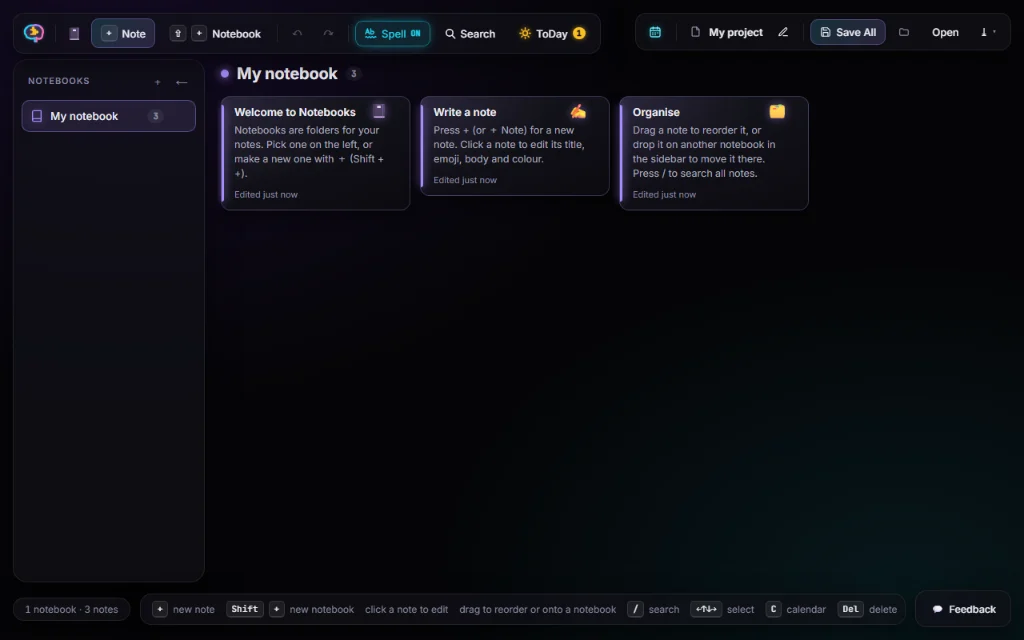 + Note
⇧ + Notebook
Ab Spell ON
Search
ToDay 1
My project
Save All
Open
NOTEBOOKS + ←
My notebook 3
My notebook 3
Welcome to Notebooks
Notebooks are folders for your
notes. Pick one on the left, or
make a new one with + (Shift +
+).
Edited just now
Write a note
Press + (or + Note) for a new
note. Click a note to edit its title,
emoji, body and colour.
Edited just now
Organise
Drag a note to reorder it, or
drop it on another notebook in
the sidebar to move it there.
Press / to search all notes.
Edited just now
1 notebook · 3 notes
+ new note Shift + new notebook click a note to edit drag to reorder or onto a notebook / search ←↑↓→ select C calendar Del delete
Feedback